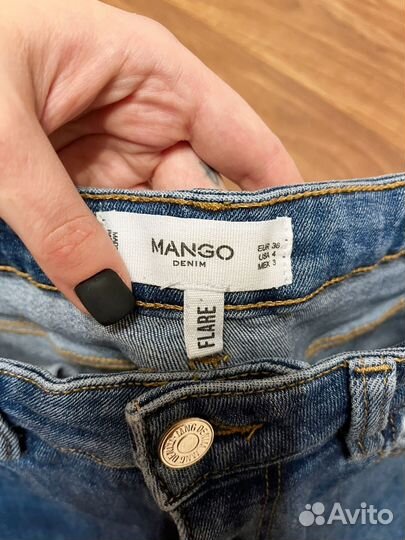 MANGO
DENIM
EUR 36
USA 4
MEX 3
FLARE
Avito